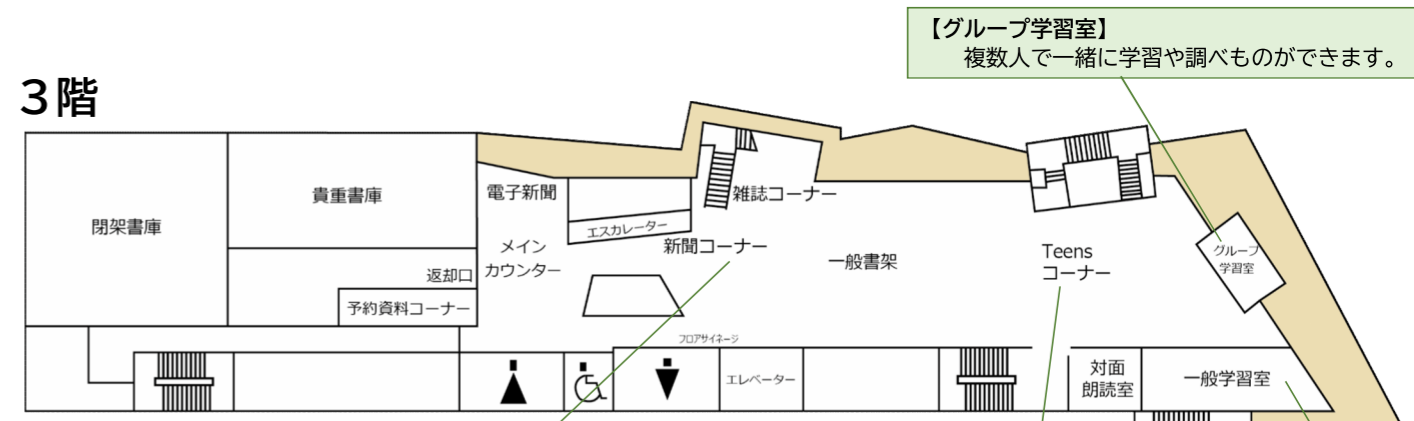 【グループ学習室】
複数人で一緒に学習や調べものができます。
3階
閉架書庫
貴重書庫
電子新聞
エスカレーター
雑誌コーナー
メイン
カウンター
新聞コーナー
一般書架
Teens
コーナー
グループ
学習室
返却口
予約資料コーナー
フロアサイネージ
エレベーター
対面
朗読室
一般学習室